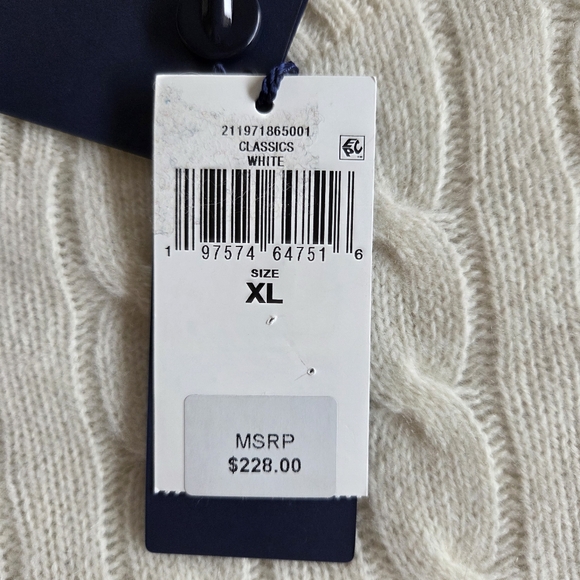 211971865001
CLASSICS
WHITE
1 97574 64751 6
SIZE
XL
MSRP
$228.00